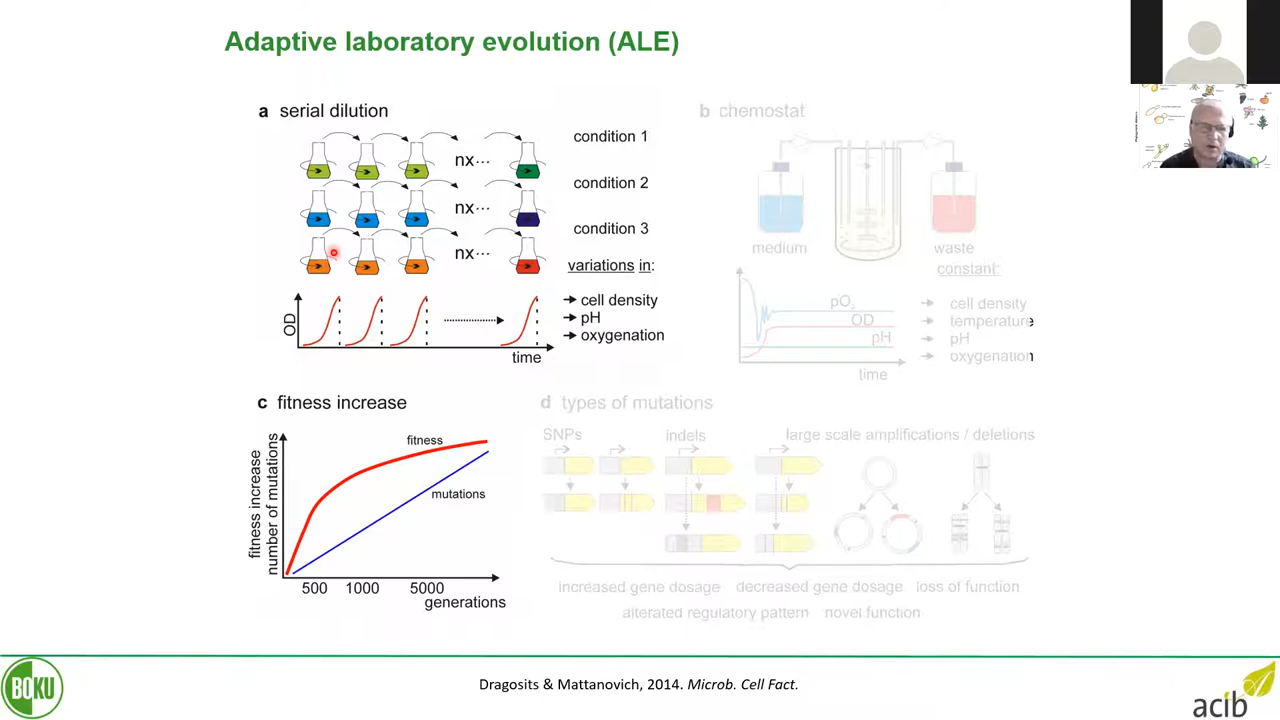 Adaptive laboratory evolution (ALE)
a serial dilution
condition 1
nx...
condition 2
nx...
condition 3
nx...
variations in:
OD
cell density
pH
oxygenation
time
b chemostat
medium
waste
constant:
pO₂
OD
pH
cell density
temperature
pH
oxygenation
time
c fitness increase
fitness increase
number of mutations
fitness
mutations
500 1000 5000
generations
d types of mutations
SNPs indels large scale amplifications / deletions
increased gene dosage decreased gene dosage loss of function
alterated regulatory pattern novel function
Dragosits & Mattanovich, 2014. Microb. Cell Fact.
BOKU
acib